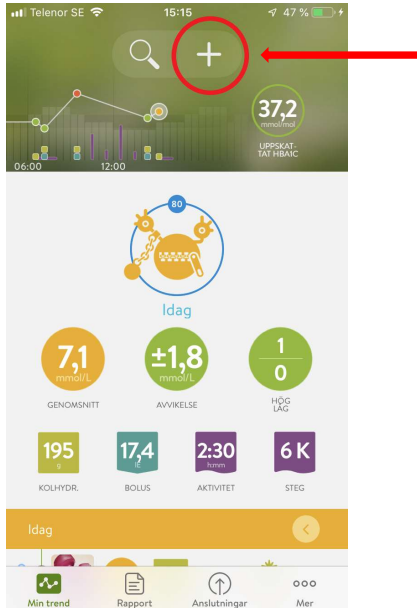 Telenor SE 15:15 47 %
37,2
mmol/mol
UPPSKAT-
TAT HBA1C
06:00 12:00
80
Idag
7,1 ±1,8 1
mmol/L mmol/L 0
GENOMSNITT AVVIKELSE HÖG
LÅG
195 17,4 2:30 6 K
g IE h:mm
KOLHYDR. BOLUS AKTIVITET STEG
Idag
Min trend Rapport Anslutningar Mer